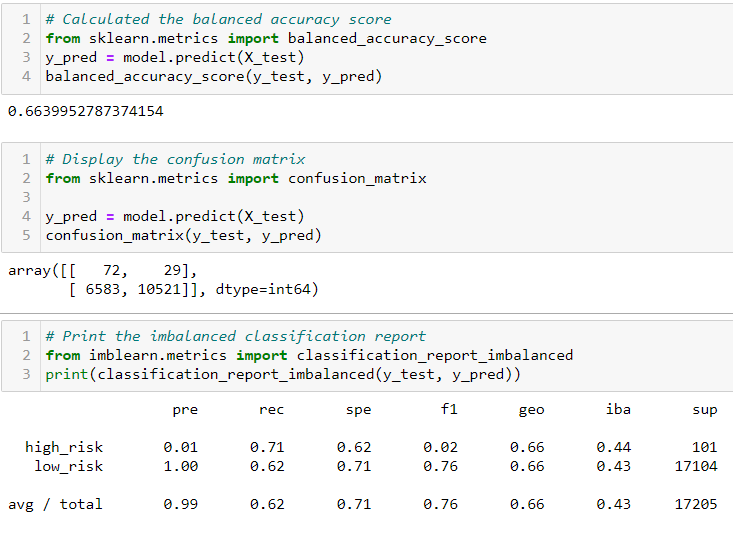 1 # Calculated the balanced accuracy score
2 from sklearn.metrics import balanced_accuracy_score
3 y_pred = model.predict(X_test)
4 balanced_accuracy_score(y_test, y_pred)
0.6639952787374154
1 # Display the confusion matrix
2 from sklearn.metrics import confusion_matrix
3
4 y_pred = model.predict(X_test)
5 confusion_matrix(y_test, y_pred)
array([[   72,    29],
       [ 6583, 10521]], dtype=int64)
1 # Print the imbalanced classification report
2 from imblearn.metrics import classification_report_imbalanced
3 print(classification_report_imbalanced(y_test, y_pred))
                   pre       rec       spe        f1       geo       iba       sup
  high_risk       0.01      0.71      0.62      0.02      0.66      0.44       101
   low_risk       1.00      0.62      0.71      0.76      0.66      0.43     17104
avg / total       0.99      0.62      0.71      0.76      0.66      0.43     17205